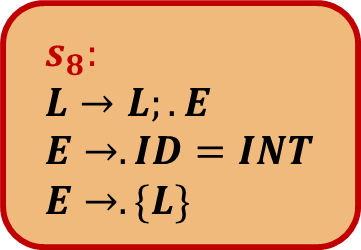 s₈:
L → L; . E
E → . ID = INT
E → . {L}